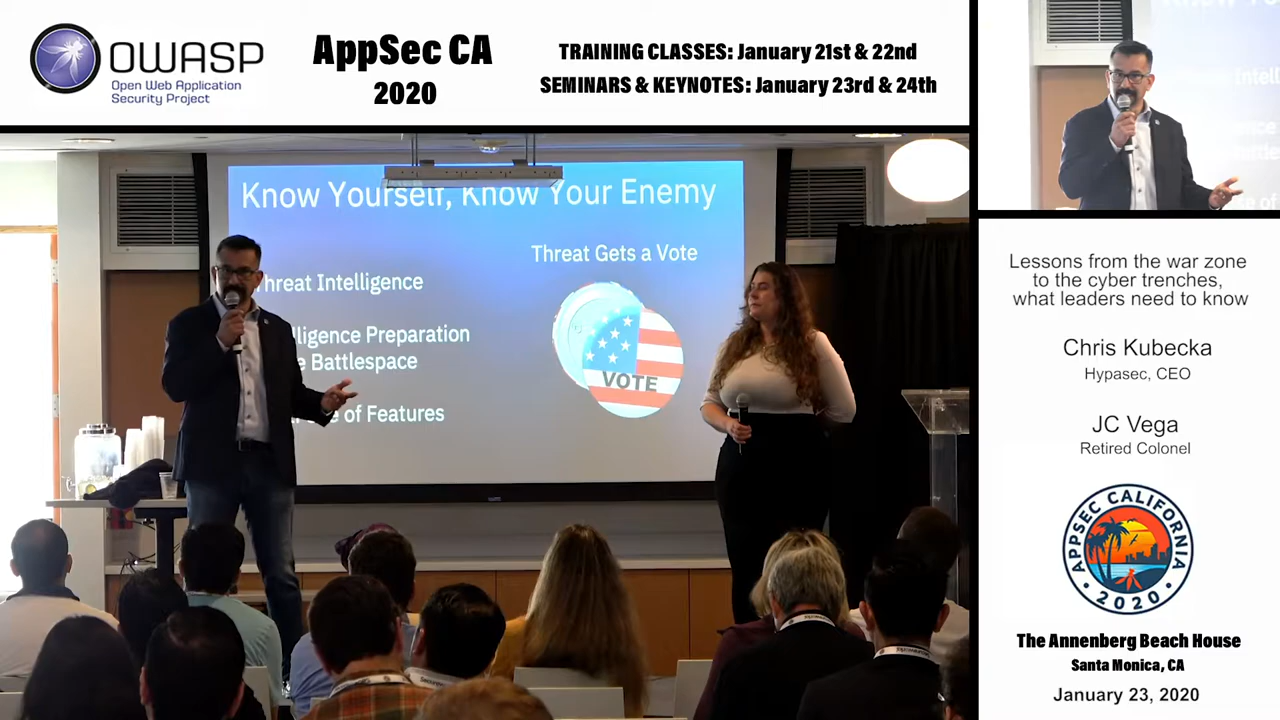 OWASP
Open Web Application
Security Project
AppSec CA
2020
TRAINING CLASSES: January 21st & 22nd
SEMINARS & KEYNOTES: January 23rd & 24th
Know Yourself, Know Your Enemy
Threat Gets a Vote
Threat Intelligence
lligence Preparation
e Battlespace
e of Features
VOTE
Lessons from the war zone
to the cyber trenches,
what leaders need to know
Chris Kubecka
Hypasec, CEO
JC Vega
Retired Colonel
APPSEC CALIFORNIA
2020
The Annenberg Beach House
Santa Monica, CA
January 23, 2020